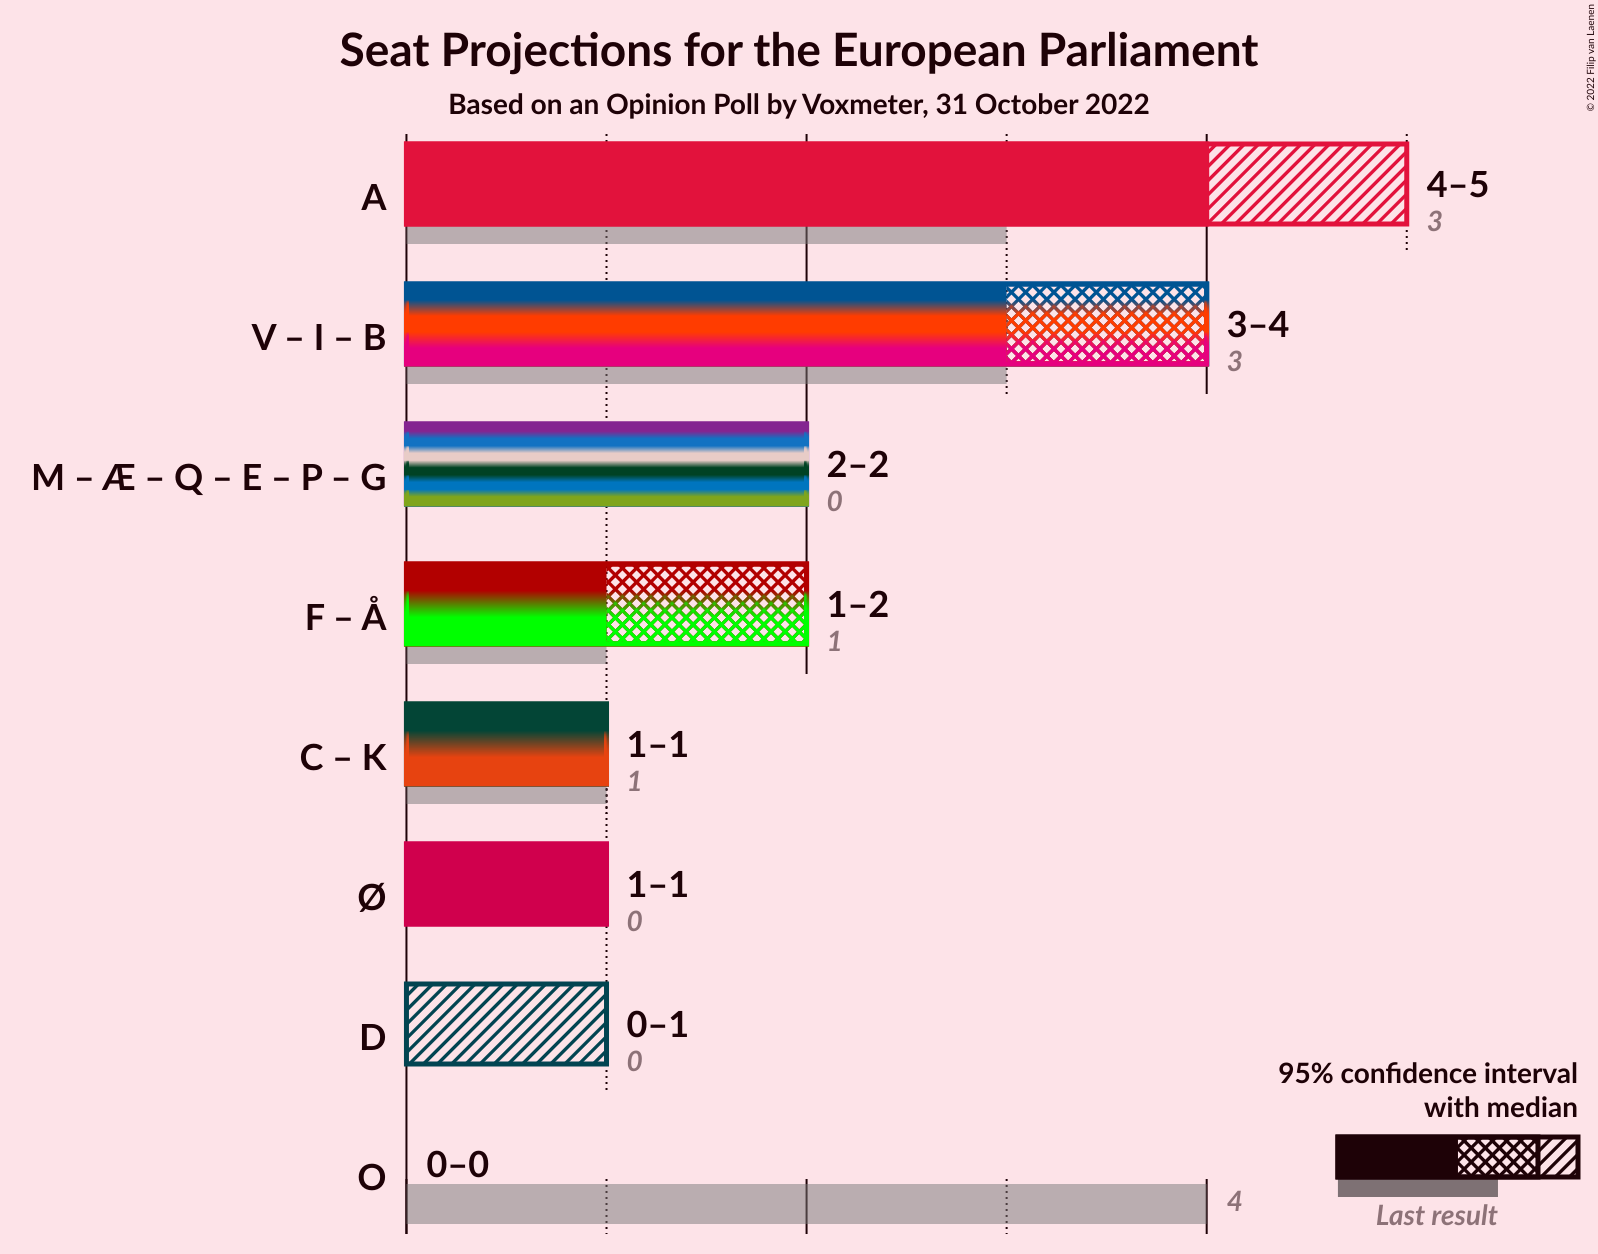 Seat Projections for the European Parliament
Based on an Opinion Poll by Voxmeter, 31 October 2022
© 2022 Filip van Laenen
A
4–5
3
V – I – B
3–4
3
M – Æ – Q – E – P – G
2–2
0
F – Å
1–2
1
C – K
1–1
1
Ø
1–1
0
D
0–1
0
O
0–0
4
95% confidence interval
with median
Last result